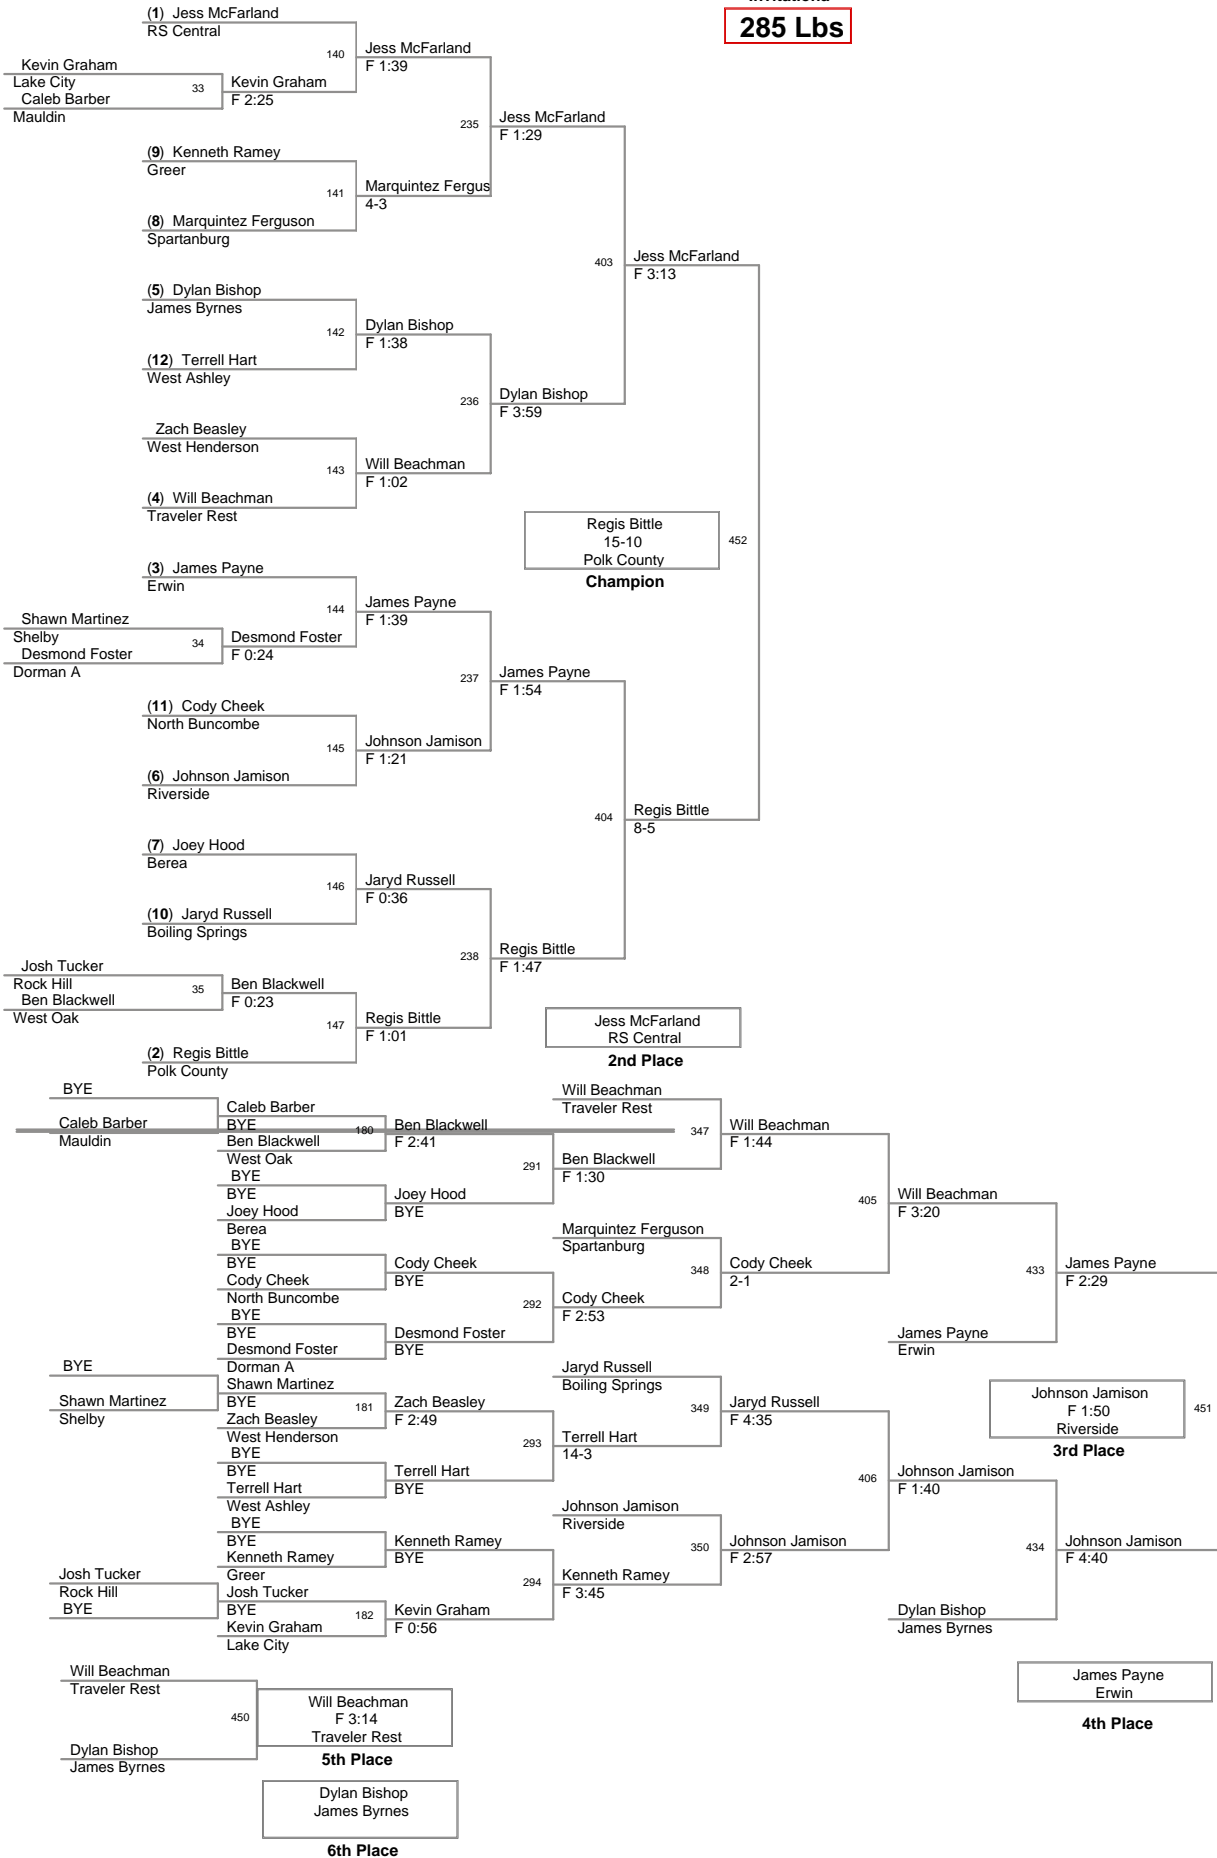 285 Lbs
(1) Jess McFarland
RS Central
140
Jess McFarland
F 1:39
Kevin Graham
Lake City
33
Kevin Graham
F 2:25
Caleb Barber
Mauldin
235
Jess McFarland
F 1:29
(9) Kenneth Ramey
Greer
141
Marquintez Fergus
4-3
(8) Marquintez Ferguson
Spartanburg
403
Jess McFarland
F 3:13
(5) Dylan Bishop
James Byrnes
142
Dylan Bishop
F 1:38
(12) Terrell Hart
West Ashley
236
Dylan Bishop
F 3:59
Zach Beasley
West Henderson
143
Will Beachman
F 1:02
(4) Will Beachman
Traveler Rest
Regis Bittle
15-10
Polk County
Champion
452
(3) James Payne
Erwin
144
James Payne
F 1:39
Shawn Martinez
Shelby
34
Desmond Foster
F 0:24
Desmond Foster
Dorman A
237
James Payne
F 1:54
(11) Cody Cheek
North Buncombe
145
Johnson Jamison
F 1:21
(6) Johnson Jamison
Riverside
404
Regis Bittle
8-5
(7) Joey Hood
Berea
146
Jaryd Russell
F 0:36
(10) Jaryd Russell
Boiling Springs
238
Regis Bittle
F 1:47
Josh Tucker
Rock Hill
35
Ben Blackwell
F 0:23
Ben Blackwell
West Oak
147
Regis Bittle
F 1:01
(2) Regis Bittle
Polk County
Jess McFarland
RS Central
2nd Place
BYE
Caleb Barber
Mauldin
Caleb Barber
BYE
180
Ben Blackwell
West Oak
Ben Blackwell
F 2:41
BYE
BYE
Joey Hood
Berea
Joey Hood
BYE
291
Ben Blackwell
F 1:30
Will Beachman
Traveler Rest
347
Will Beachman
F 1:44
BYE
BYE
Cody Cheek
North Buncombe
Cody Cheek
BYE
BYE
BYE
Desmond Foster
Dorman A
Desmond Foster
BYE
292
Cody Cheek
F 2:53
Marquintez Ferguson
Spartanburg
348
Cody Cheek
2-1
405
Will Beachman
F 3:20
433
James Payne
F 2:29
James Payne
Erwin
BYE
Shawn Martinez
Shelby
Shawn Martinez
BYE
181
Zach Beasley
West Henderson
Zach Beasley
F 2:49
BYE
BYE
Terrell Hart
West Ashley
Terrell Hart
BYE
293
Terrell Hart
14-3
Jaryd Russell
Boiling Springs
349
Jaryd Russell
F 4:35
Johnson Jamison
F 1:50
Riverside
3rd Place
451
BYE
BYE
Kenneth Ramey
Greer
Kenneth Ramey
BYE
Josh Tucker
Rock Hill
BYE
Josh Tucker
BYE
182
Kevin Graham
Lake City
Kevin Graham
F 0:56
294
Kenneth Ramey
F 3:45
Johnson Jamison
Riverside
350
Johnson Jamison
F 2:57
406
Johnson Jamison
F 1:40
434
Johnson Jamison
F 4:40
Dylan Bishop
James Byrnes
Will Beachman
Traveler Rest
450
Dylan Bishop
James Byrnes
Will Beachman
F 3:14
Traveler Rest
5th Place
Dylan Bishop
James Byrnes
6th Place
James Payne
Erwin
4th Place